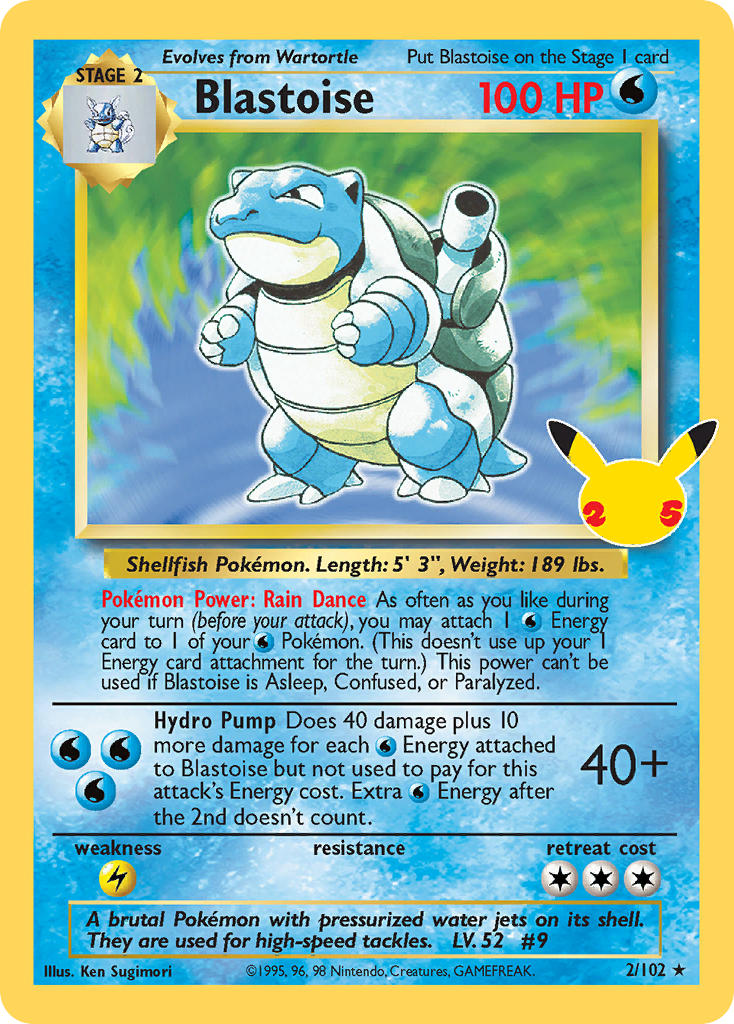 Evolves from Wartortle
Put Blastoise on the Stage 1 card
STAGE 2
Blastoise
100 HP
25
Shellfish Pokémon. Length: 5' 3", Weight: 189 lbs.
Pokémon Power: Rain Dance As often as you like during
your turn (before your attack), you may attach 1 Energy
card to 1 of your Pokémon. (This doesn't use up your 1
Energy card attachment for the turn.) This power can't be
used if Blastoise is Asleep, Confused, or Paralyzed.
Hydro Pump Does 40 damage plus 10
more damage for each Energy attached
to Blastoise but not used to pay for this
attack's Energy cost. Extra Energy after
the 2nd doesn't count.
40+
weakness
resistance
retreat cost
A brutal Pokémon with pressurized water jets on its shell.
They are used for high-speed tackles. LV. 52 #9
Illus. Ken Sugimori
©1995, 96, 98 Nintendo, Creatures, GAMEFREAK.
2/102 ★